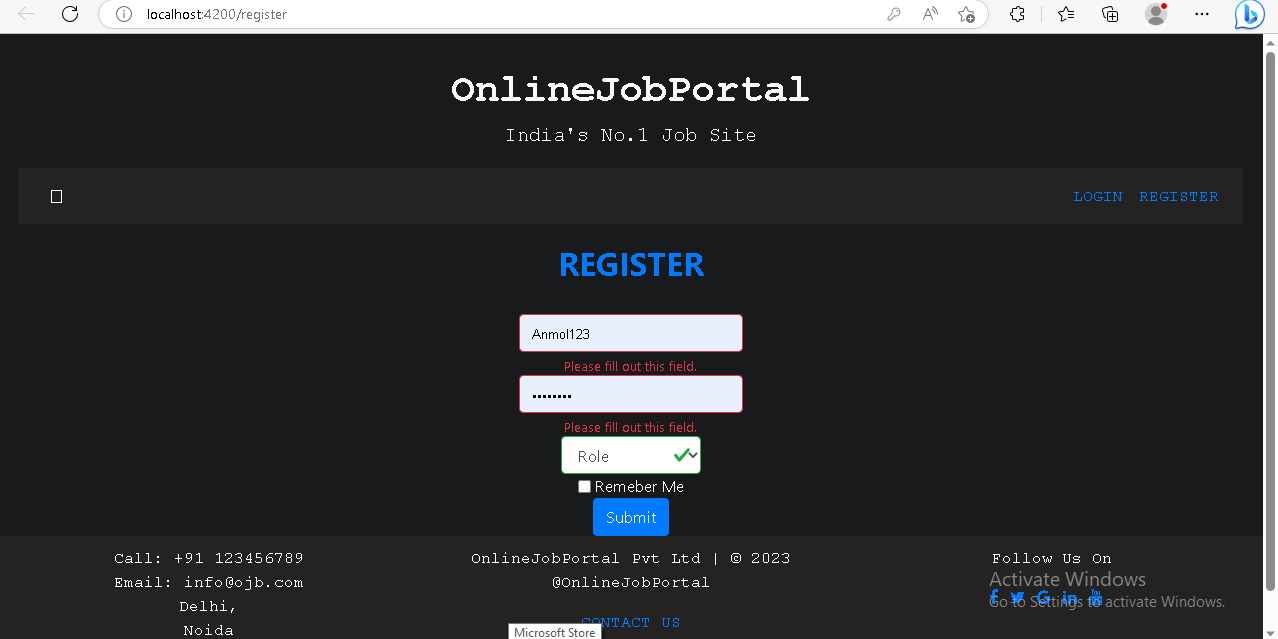 localhost:4200/register
OnlineJobPortal
India's No.1 Job Site
LOGIN REGISTER
REGISTER
Anmol123
Please fill out this field.
••••••••
Please fill out this field.
Role
Remeber Me
Submit
Call: +91 123456789
Email: info@ojb.com
Delhi,
Noida
OnlineJobPortal Pvt Ltd | © 2023
@OnlineJobPortal
CONTACT US
Follow Us On
Activate Windows
Go to Settings to activate Windows.
Microsoft Store